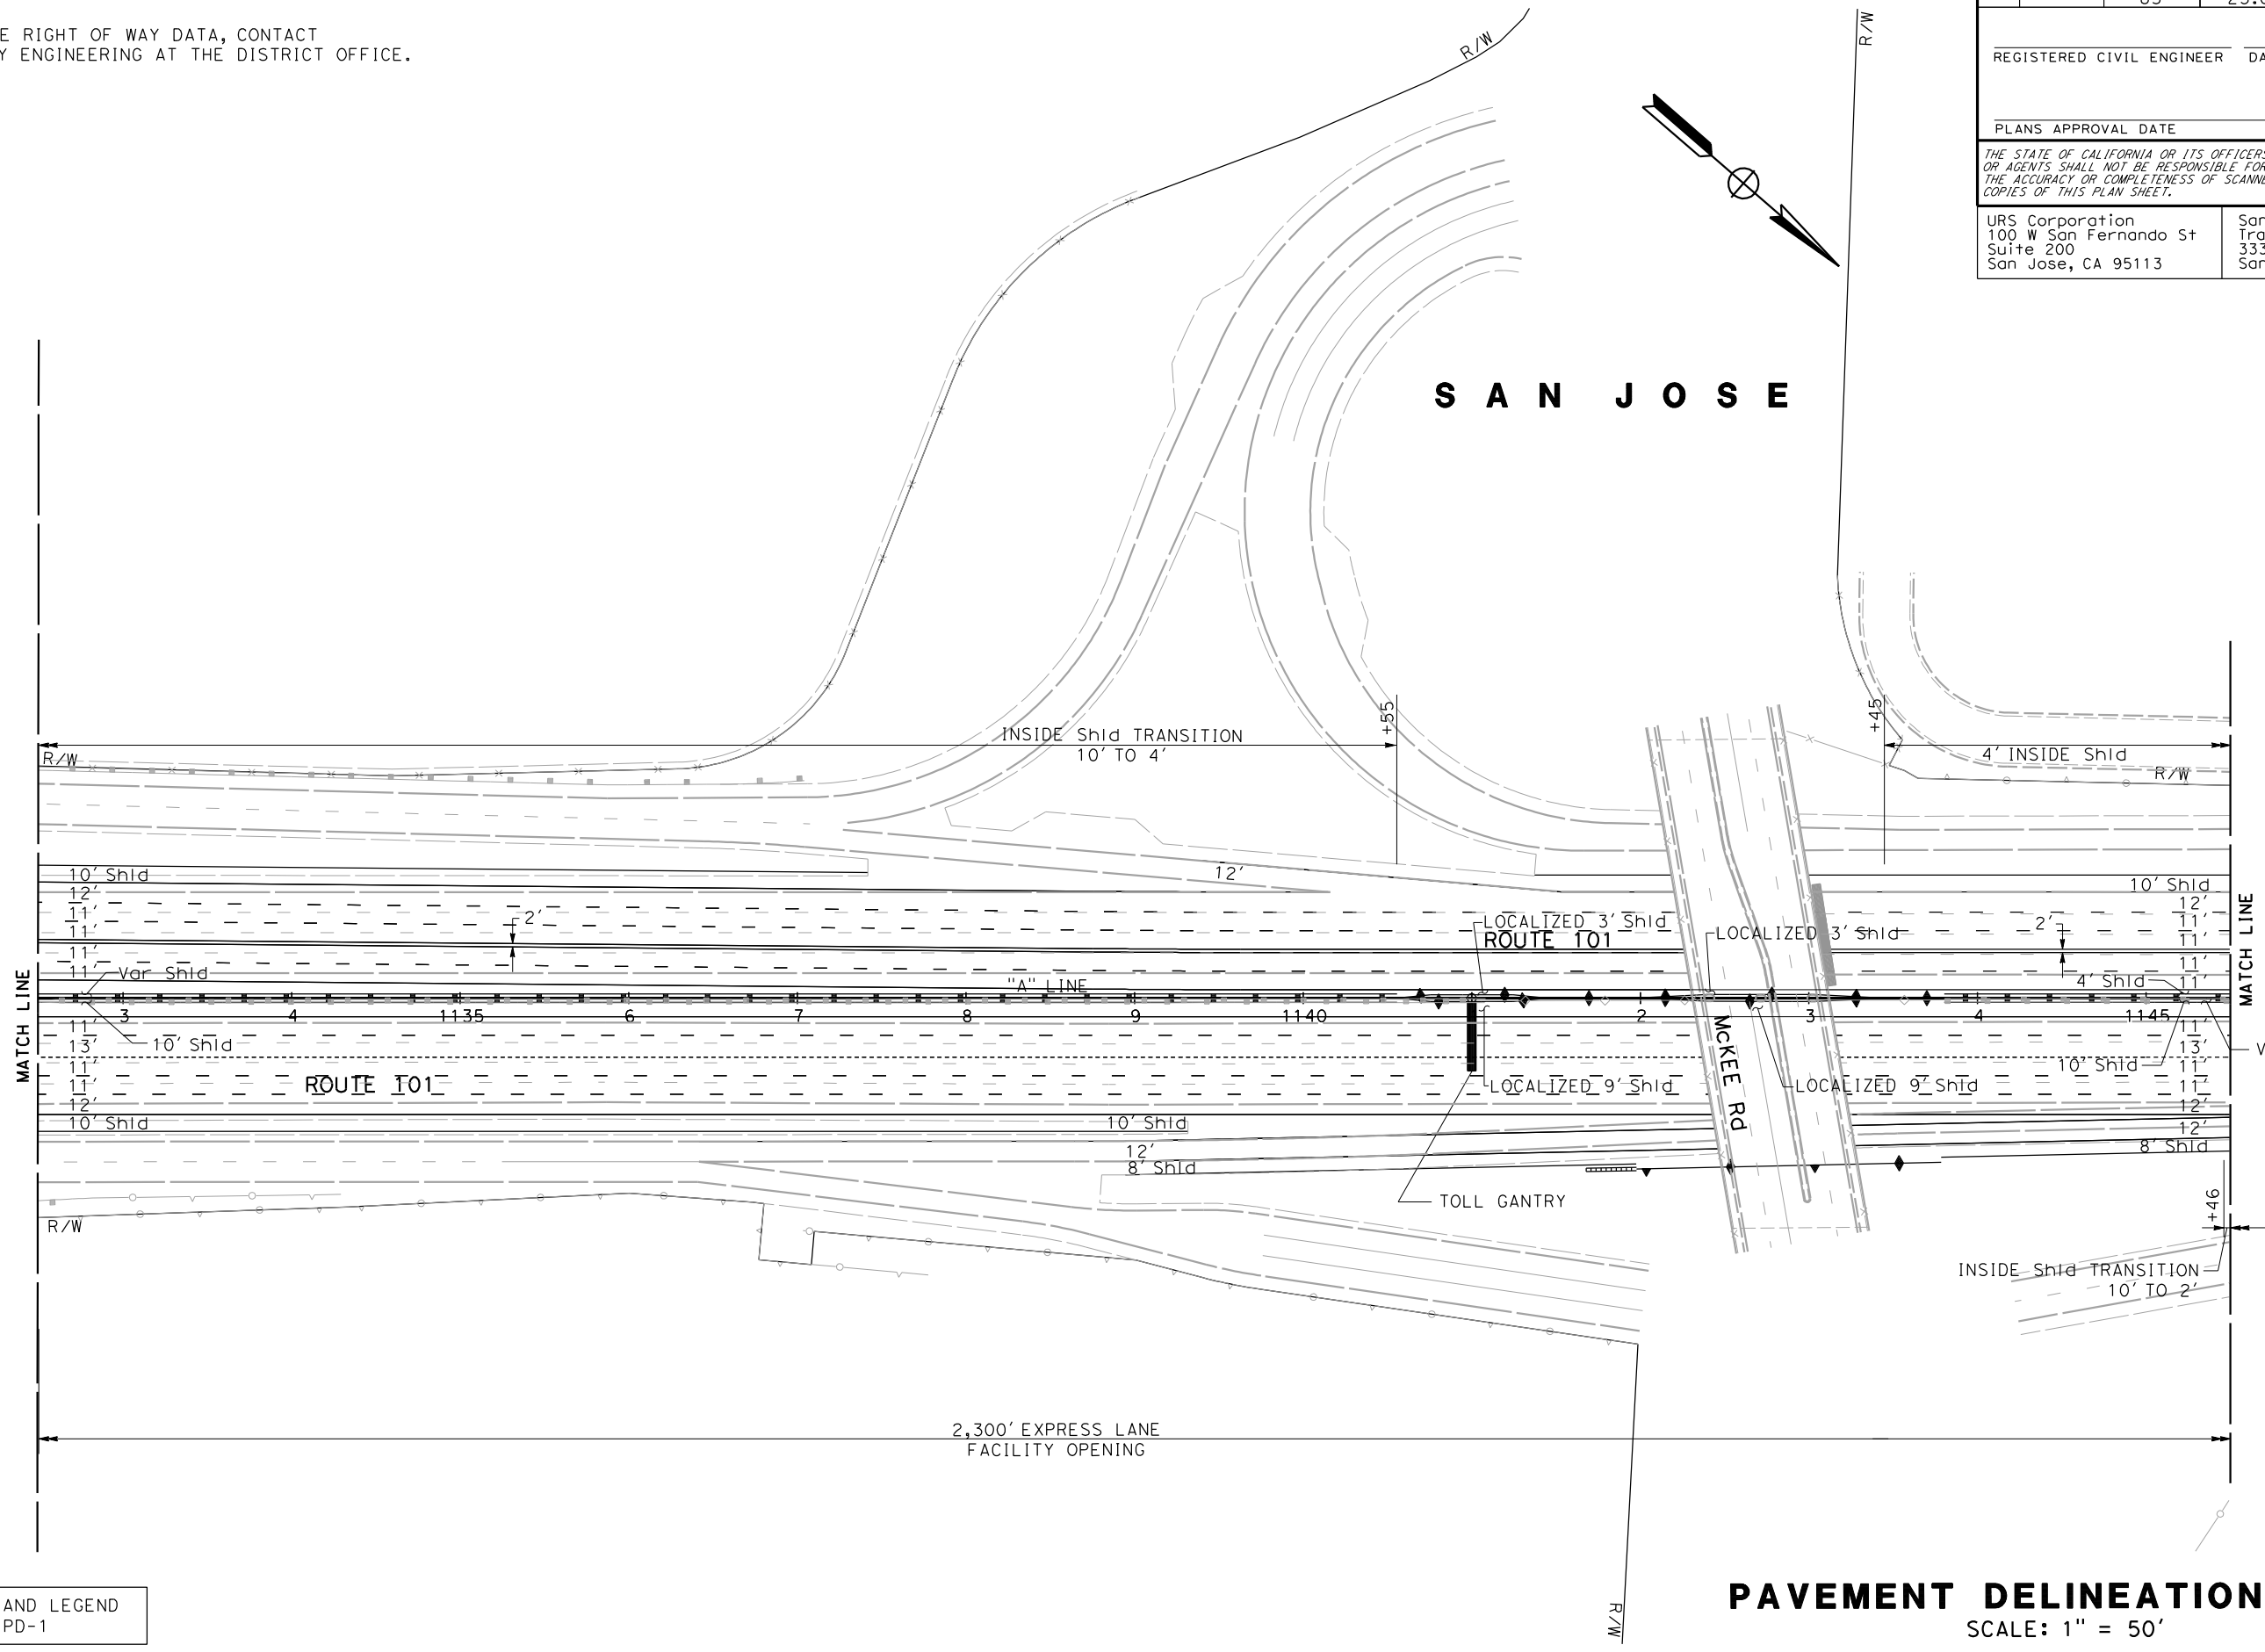 E RIGHT OF WAY DATA, CONTACT
Y ENGINEERING AT THE DISTRICT OFFICE.
R/W
R/W
REGISTERED CIVIL ENGINEER
DA
PLANS APPROVAL DATE
THE STATE OF CALIFORNIA OR ITS OFFICERS
OR AGENTS SHALL NOT BE RESPONSIBLE FOR
THE ACCURACY OR COMPLETENESS OF SCANNE
COPIES OF THIS PLAN SHEET.
URS Corporation
100 W San Fernando St
Suite 200
San Jose, CA 95113
San
Tra
333
San
SAN JOSE
+55
+45
INSIDE Shld TRANSITION
10' TO 4'
4' INSIDE Shld
R/W
R/W
10' Shld
12'
11'
11'
11'
11'
2'
12'
LOCALIZED 3' Shld
ROUTE 101
LOCALIZED 3' Shld
2'
10' Shld
12'
11'
11'
11'
11'
4' Shld
MATCH LINE
MATCH LINE
Var Shld
"A" LINE
3
4
1135
6
7
8
9
1140
2
3
4
1145
11'
13'
11'
11'
12'
10' Shld
10' Shld
ROUTE 101
LOCALIZED 9' Shld
McKEE Rd
LOCALIZED 9' Shld
10' Shld
11'
13'
11'
11'
12'
12'
8' Shld
V
10' Shld
12'
8' Shld
TOLL GANTRY
R/W
+46
INSIDE Shld TRANSITION
10' TO 2'
2,300' EXPRESS LANE
FACILITY OPENING
R/W
AND LEGEND
PD-1
PAVEMENT DELINEATION
SCALE: 1" = 50'